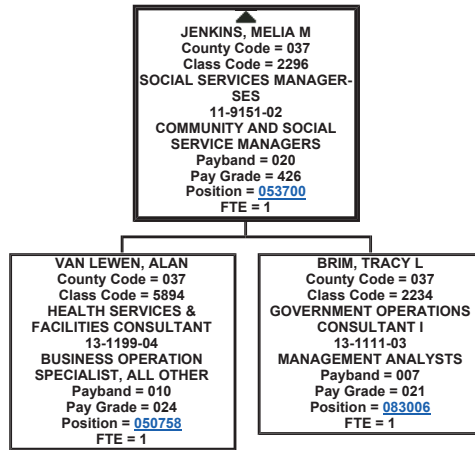 JENKINS, MELIA M
County Code = 037
Class Code = 2296
SOCIAL SERVICES MANAGER-
SES
11-9151-02
COMMUNITY AND SOCIAL
SERVICE MANAGERS
Payband = 020
Pay Grade = 426
Position = 053700
FTE = 1
VAN LEWEN, ALAN
County Code = 037
Class Code = 5894
HEALTH SERVICES &
FACILITIES CONSULTANT
13-1199-04
BUSINESS OPERATION
SPECIALIST, ALL OTHER
Payband = 010
Pay Grade = 024
Position = 050758
FTE = 1
BRIM, TRACY L
County Code = 037
Class Code = 2234
GOVERNMENT OPERATIONS
CONSULTANT I
13-1111-03
MANAGEMENT ANALYSTS
Payband = 007
Pay Grade = 021
Position = 083006
FTE = 1